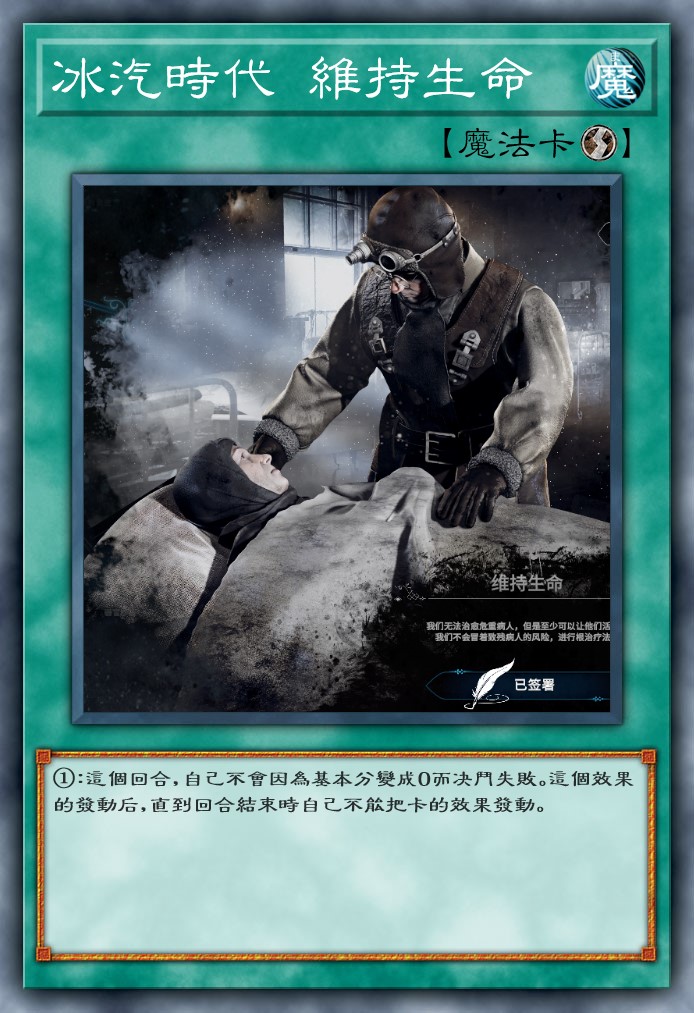 冰汽時代 維持生命
魔
【魔法卡】
维持生命
我们无法治愈危重病人，但是至少可以让他们活
我们不会冒着致残病人的风险，进行根治疗法
已签署
①：這個回合，自己不會因為基本分變成0而決鬥失敗。這個效果
的發動后，直到回合結束時自己不能把卡的效果發動。